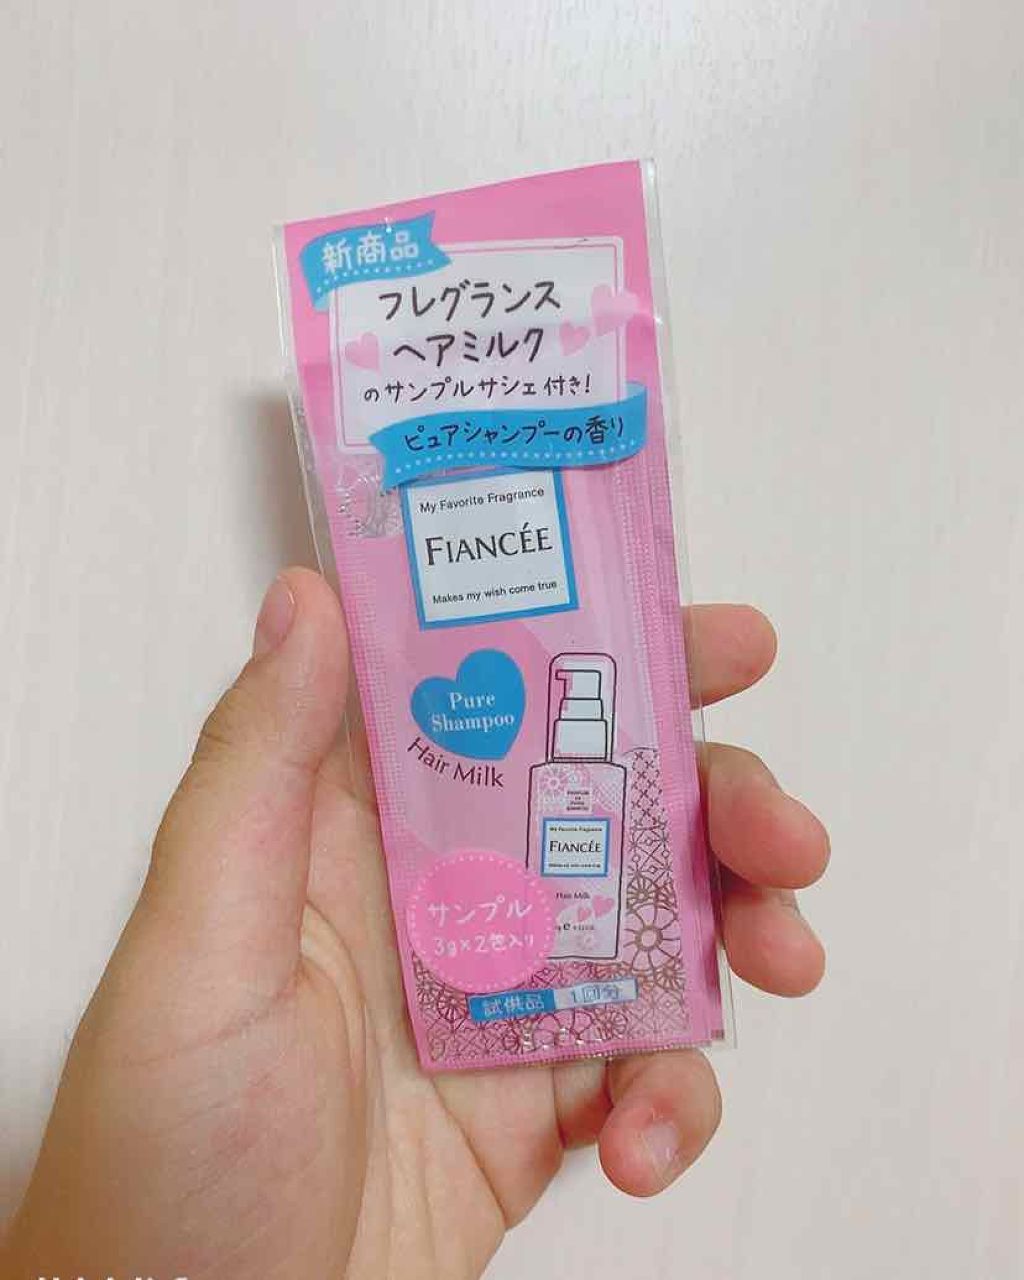 新商品
フレグランス
ヘアミルク
のサンプルサシェ付き!
ピュアシャンプーの香り
My Favorite Fragrance
FIANCÉE
Makes my wish come true
Pure
Shampoo
Hair Milk
My Favorite Fragrance
FIANCÉE
Hair Milk
サンプル
3g×2包入り
試供品 1回分